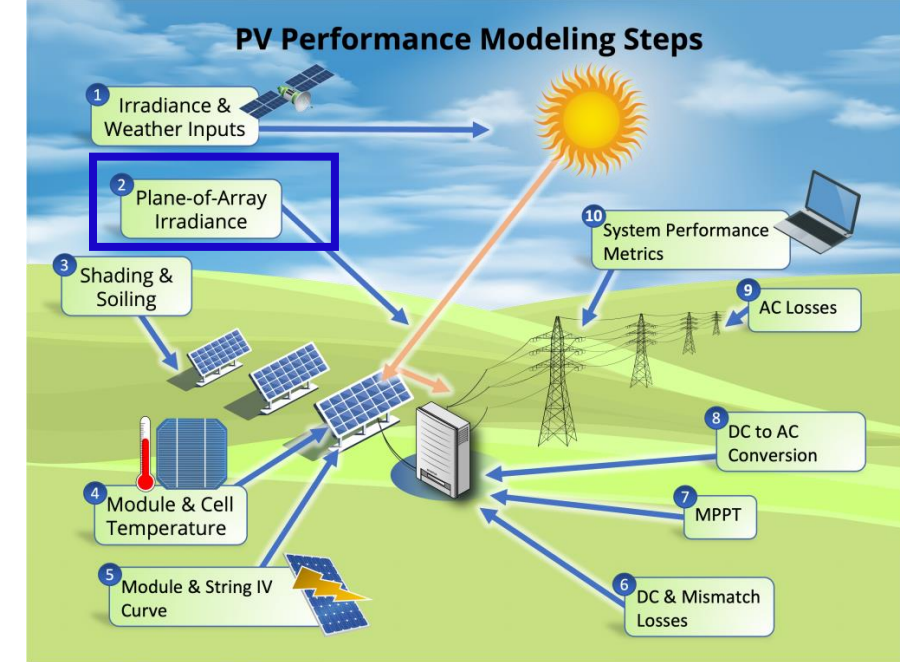 PV Performance Modeling Steps
1
Irradiance &
Weather Inputs
2
Plane-of-Array
Irradiance
3
Shading &
Soiling
4
Module & Cell
Temperature
5
Module & String IV
Curve
6
DC & Mismatch
Losses
7
MPPT
8
DC to AC
Conversion
9
AC Losses
10
System Performance
Metrics